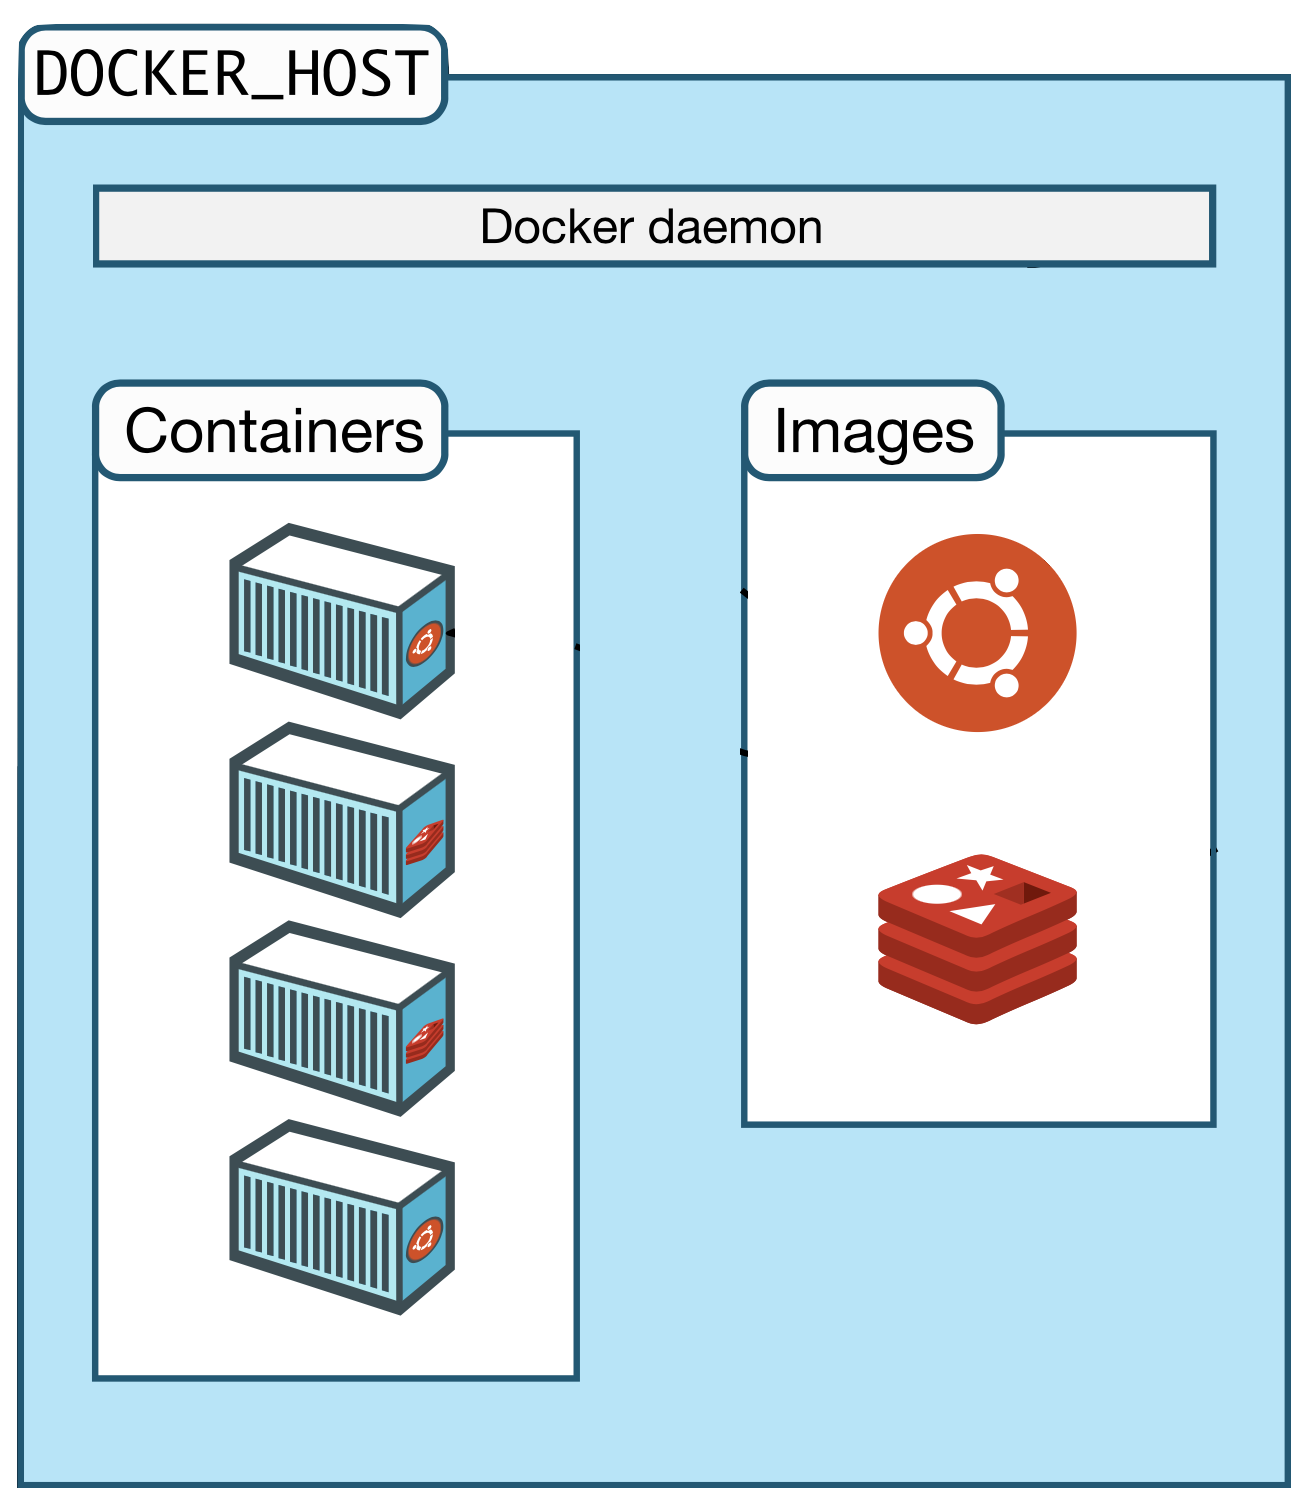 DOCKER_HOST
Docker daemon
Containers
Images